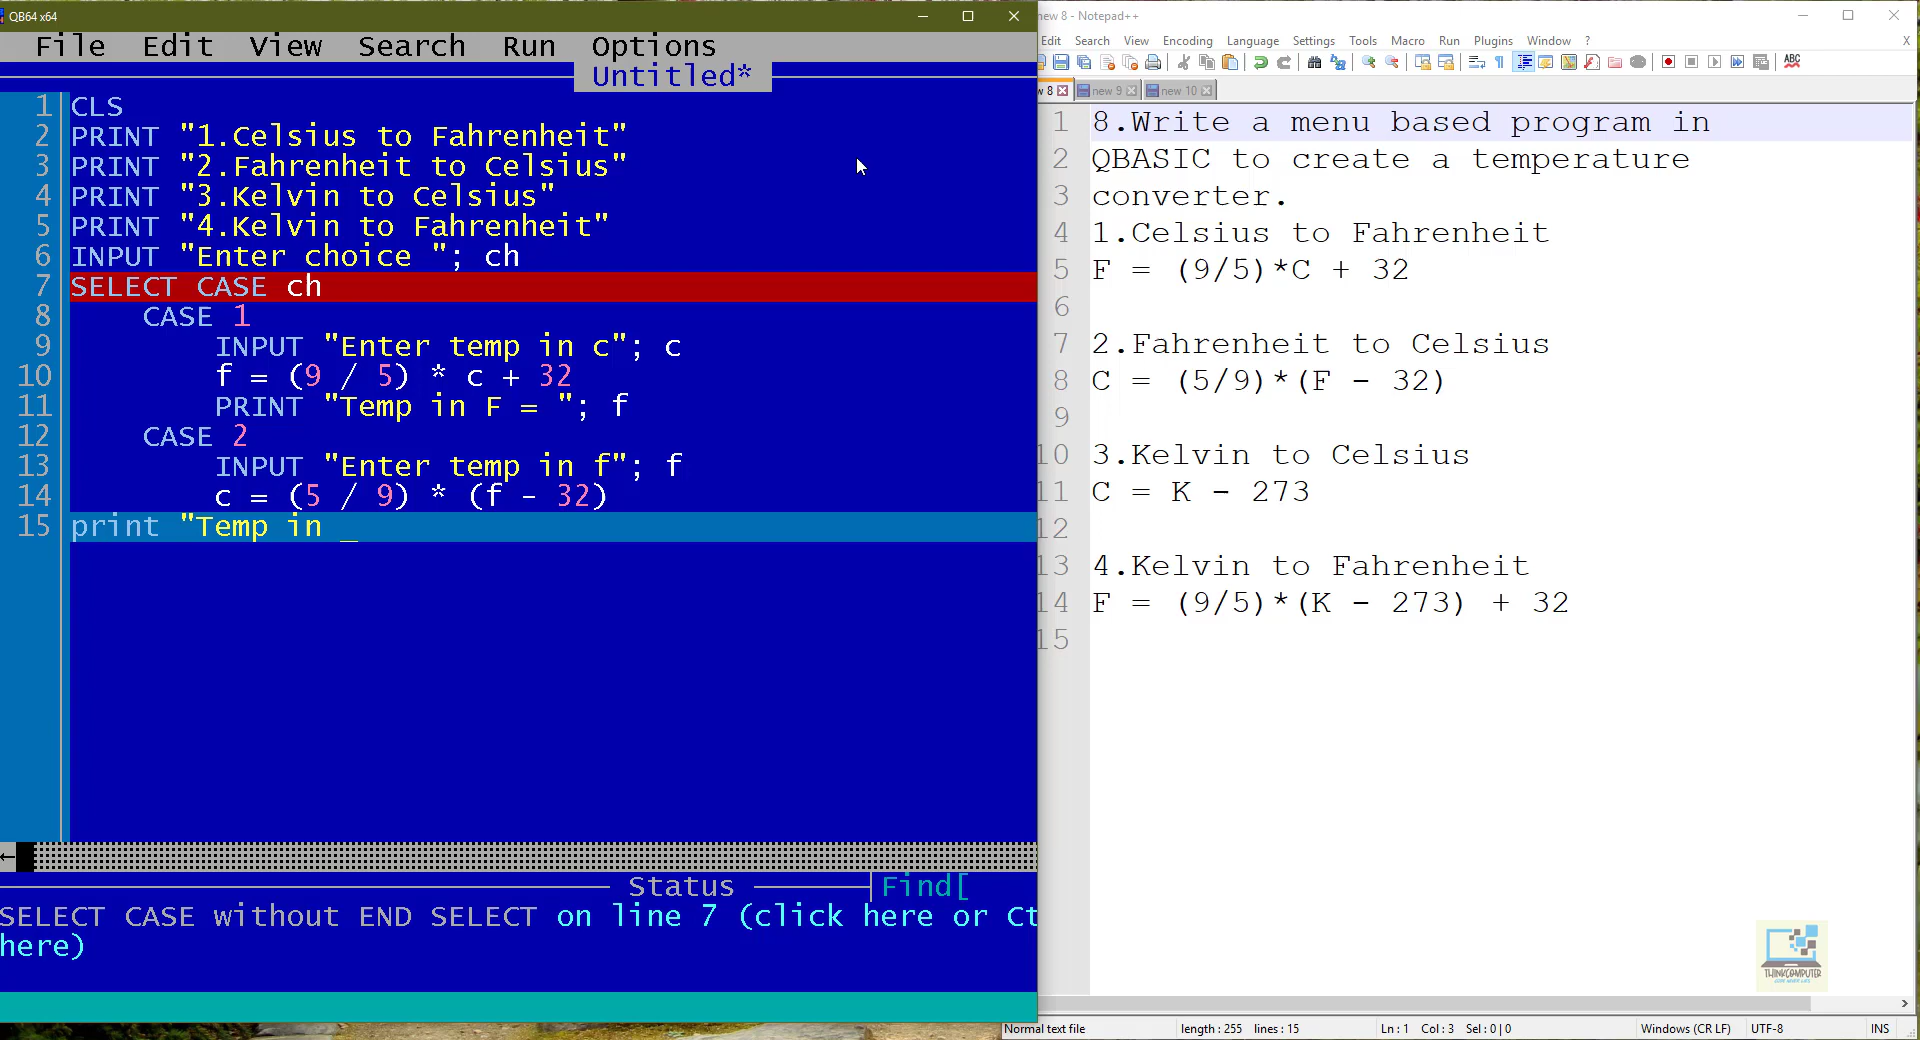 QB64 x64
File Edit View Search Run Options
Untitled*
1 CLS
2 PRINT "1.Celsius to Fahrenheit"
3 PRINT "2.Fahrenheit to Celsius"
4 PRINT "3.Kelvin to Celsius"
5 PRINT "4.Kelvin to Fahrenheit"
6 INPUT "Enter choice "; ch
7 SELECT CASE ch
8 CASE 1
9 INPUT "Enter temp in c"; c
10 f = (9 / 5) * c + 32
11 PRINT "Temp in F = "; f
12 CASE 2
13 INPUT "Enter temp in f"; f
14 c = (5 / 9) * (f - 32)
15 print "Temp in _
Status
Find[
SELECT CASE without END SELECT on line 7 (click here or Ct
here)
new 8 - Notepad++
Edit Search View Encoding Language Settings Tools Macro Run Plugins Window ? X
ABC
w 8 new 9 new 10
1 8.Write a menu based program in
2 QBASIC to create a temperature
3 converter.
4 1.Celsius to Fahrenheit
5 F = (9/5)*C + 32
6
7 2.Fahrenheit to Celsius
8 C = (5/9)*(F - 32)
9
10 3.Kelvin to Celsius
11 C = K - 273
12
13 4.Kelvin to Fahrenheit
14 F = (9/5)*(K - 273) + 32
15
THINKCOMPUTER
Normal text file length : 255 lines : 15 Ln : 1 Col : 3 Sel : 0 | 0 Windows (CR LF) UTF-8 INS